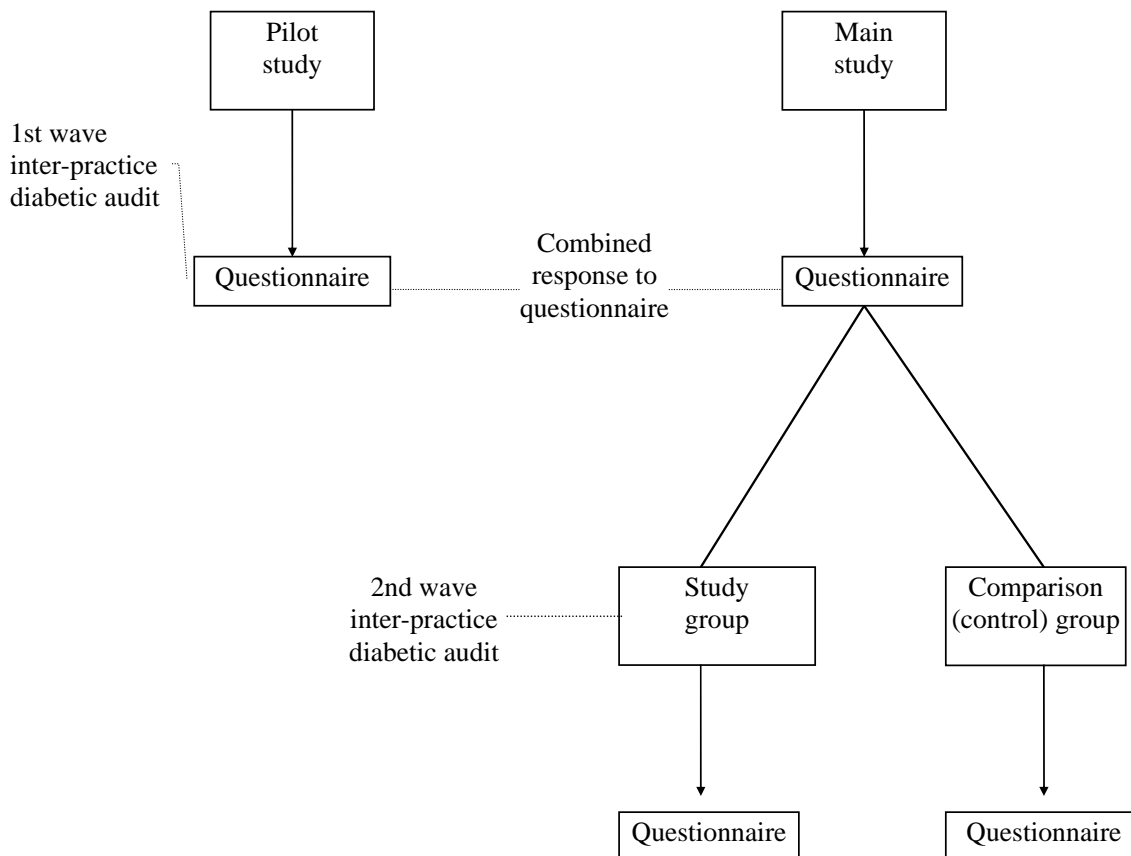 Pilot
study
Main
study
1st wave
inter-practice
diabetic audit
Questionnaire
Combined
response to
questionnaire
Questionnaire
2nd wave
inter-practice
diabetic audit
Study
group
Comparison
(control) group
Questionnaire
Questionnaire